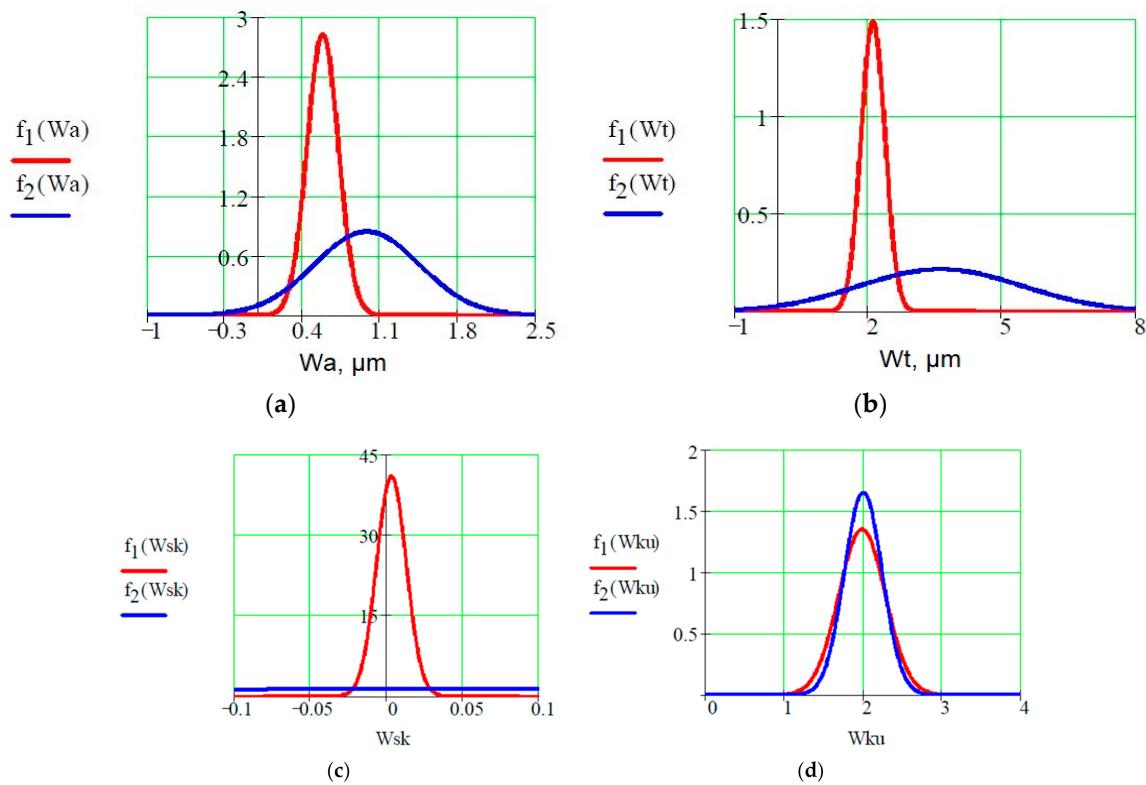 3
2.4
1.8
1.2
0.6
f1(Wa)
f2(Wa)
−1 −0.5 0.4 1.1 1.8 2.5
Wa, μm
(a)
1.5
1
0.5
f1(Wt)
f2(Wt)
−1 2 5 8
Wt, μm
(b)
45
30
15
f1(Wsk)
f2(Wsk)
−0.1 −0.05 0 0.05 0.1
Wsk
(c)
2
1.5
1
0.5
f1(Wku)
f2(Wku)
0 1 2 3 4
Wku
(d)